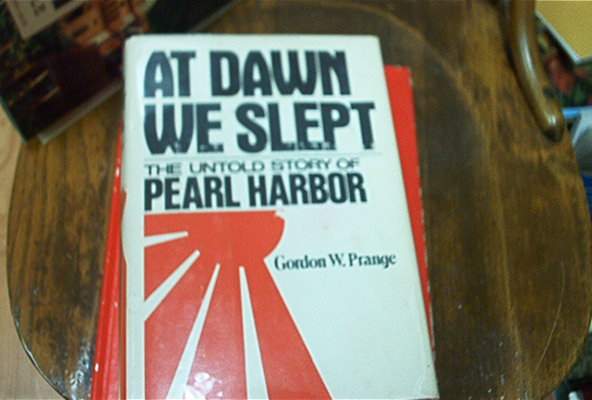 AT DAWN
WE SLEPT
THE UNTOLD STORY OF
PEARL HARBOR
Gordon W. Prange